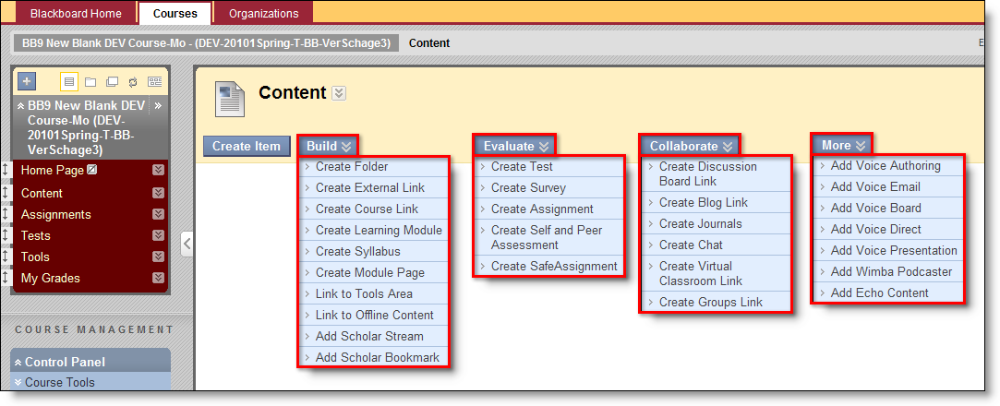 Blackboard Home
Courses
Organizations
BB9 New Blank DEV Course-Mo - (DEV-20101Spring-T-BB-VerSchage3)
Content
E
BB9 New Blank DEV
Course-Mo (DEV-
20101Spring-T-BB-
VerSchage3)
Home Page
Content
Assignments
Tests
Tools
My Grades
COURSE MANAGEMENT
Control Panel
Course Tools
Content
Create Item
Build
Create Folder
Create External Link
Create Course Link
Create Learning Module
Create Syllabus
Create Module Page
Link to Tools Area
Link to Offline Content
Add Scholar Stream
Add Scholar Bookmark
Evaluate
Create Test
Create Survey
Create Assignment
Create Self and Peer
Assessment
Create SafeAssignment
Collaborate
Create Discussion
Board Link
Create Blog Link
Create Journals
Create Chat
Create Virtual
Classroom Link
Create Groups Link
More
Add Voice Authoring
Add Voice Email
Add Voice Board
Add Voice Direct
Add Voice Presentation
Add Wimba Podcaster
Add Echo Content